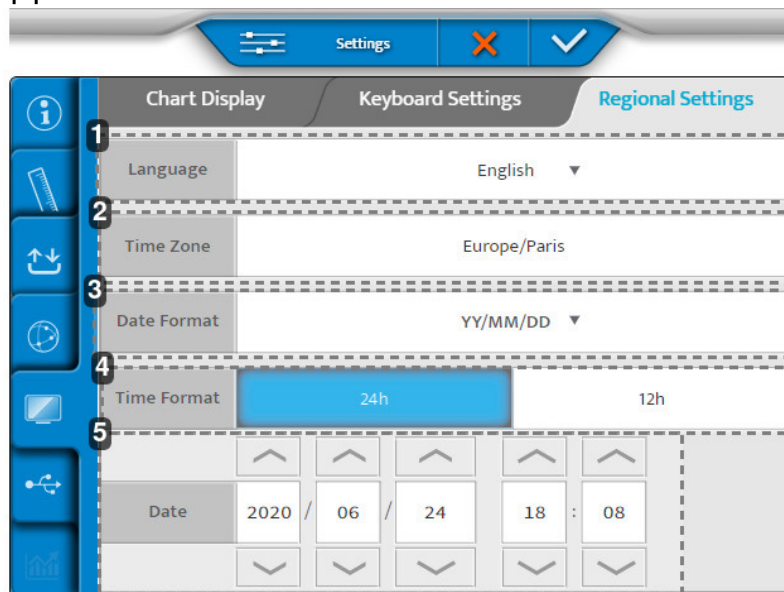 Settings
Chart Display Keyboard Settings Regional Settings
1
Language English
2
Time Zone Europe/Paris
3
Date Format YY/MM/DD
4
Time Format 24h 12h
5
Date 2020 / 06 / 24 18 : 08